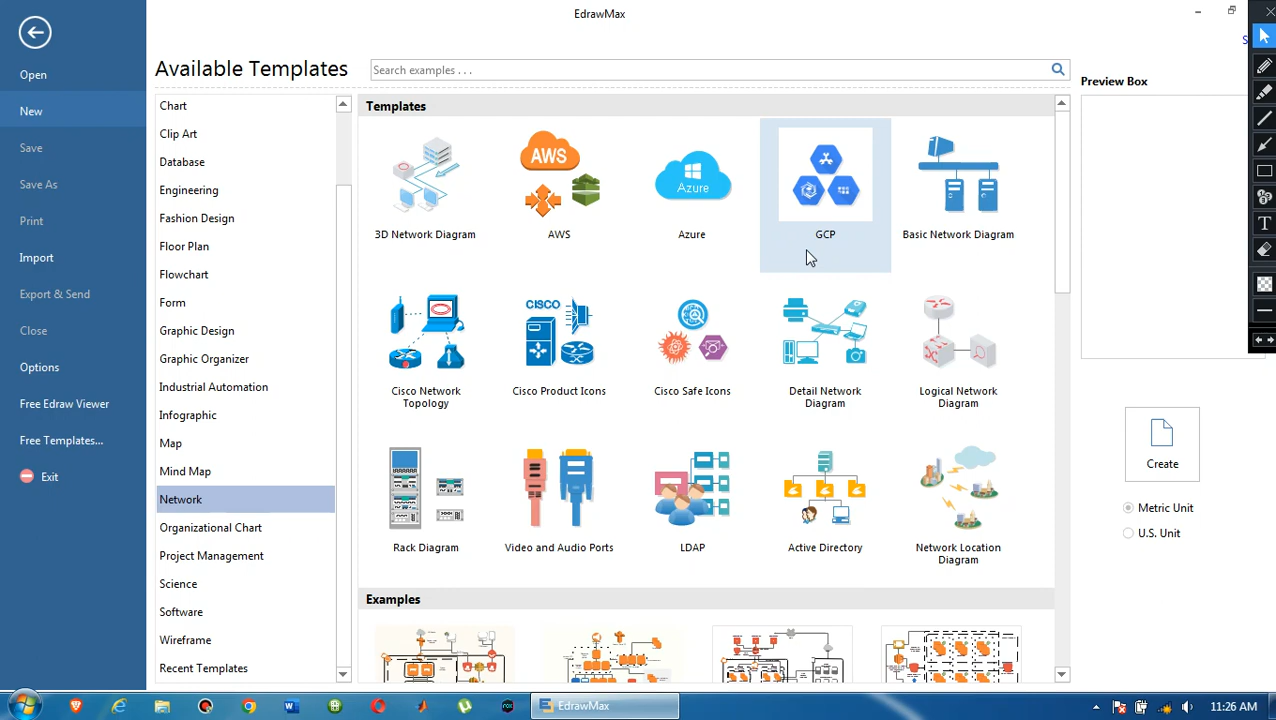 EdrawMax
Open
New
Save
Save As
Print
Import
Export & Send
Close
Options
Free Edraw Viewer
Free Templates...
Exit
Available Templates
Search examples . . .
S
Chart
Clip Art
Database
Engineering
Fashion Design
Floor Plan
Flowchart
Form
Graphic Design
Graphic Organizer
Industrial Automation
Infographic
Map
Mind Map
Network
Organizational Chart
Project Management
Science
Software
Wireframe
Recent Templates
Templates
AWS
Azure
3D Network Diagram
AWS
Azure
GCP
Basic Network Diagram
CISCO
Cisco Network
Topology
Cisco Product Icons
Cisco Safe Icons
Detail Network
Diagram
Logical Network
Diagram
Rack Diagram
Video and Audio Ports
LDAP
Active Directory
Network Location
Diagram
Examples
Preview Box
Create
Metric Unit
U.S. Unit
T
EdrawMax
11:26 AM